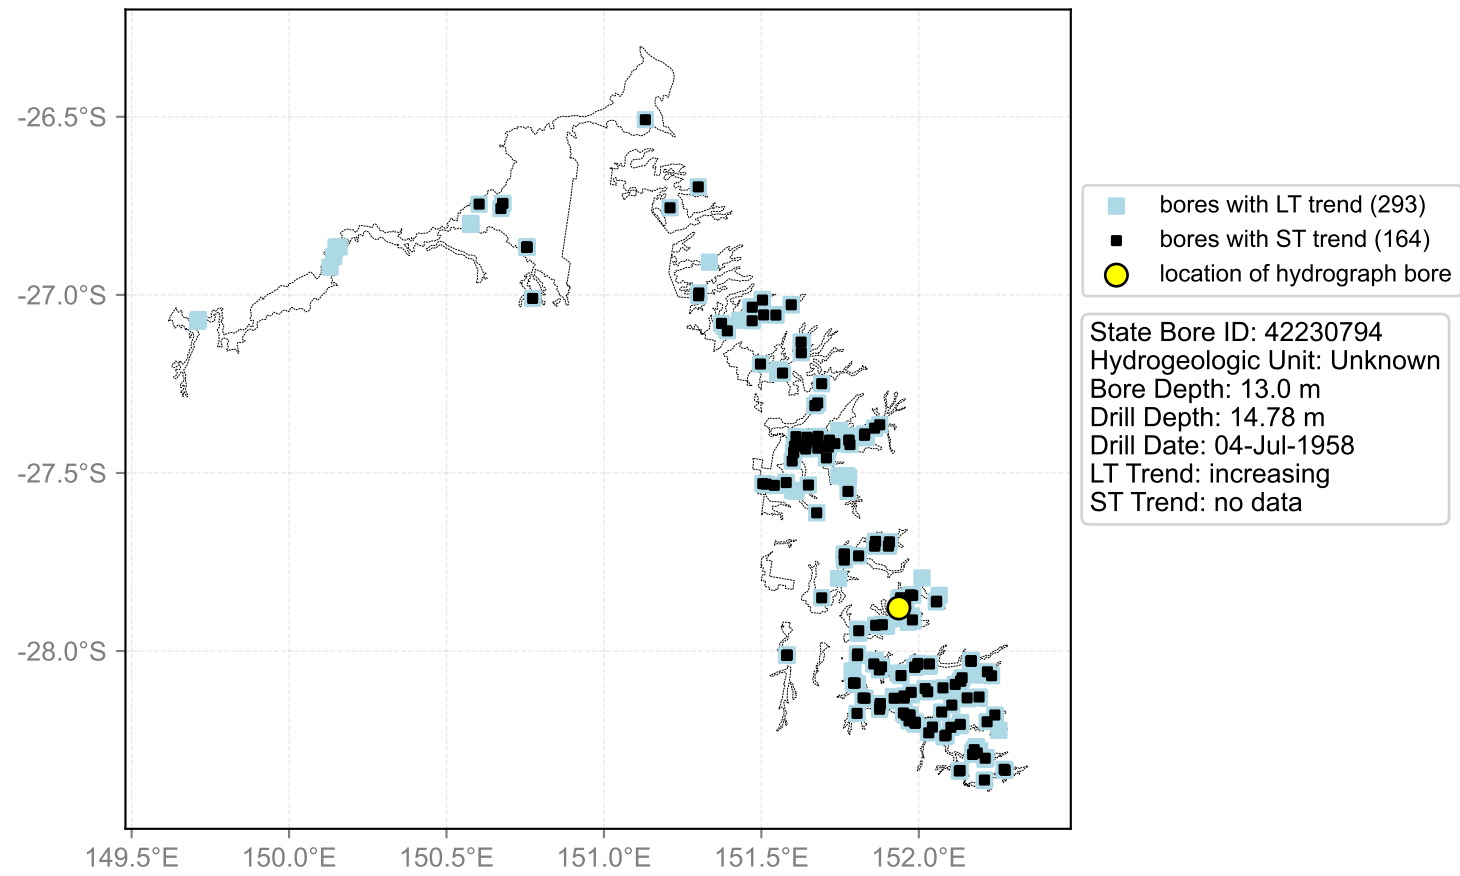 -26.5°S
-27.0°S
-27.5°S
-28.0°S
149.5°E
150.0°E
150.5°E
151.0°E
151.5°E
152.0°E
bores with LT trend (293)
bores with ST trend (164)
location of hydrograph bore
State Bore ID: 42230794
Hydrogeologic Unit: Unknown
Bore Depth: 13.0 m
Drill Depth: 14.78 m
Drill Date: 04-Jul-1958
LT Trend: increasing
ST Trend: no data